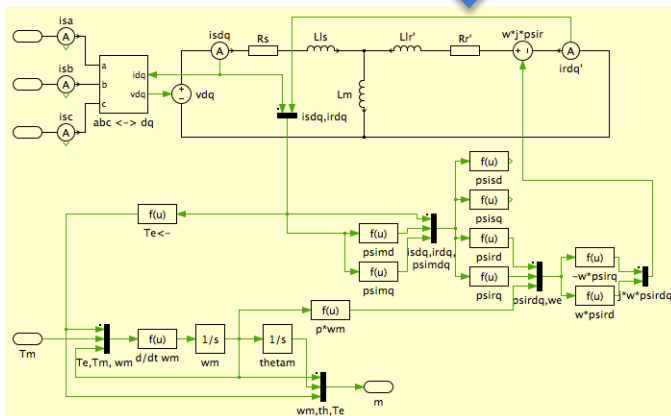 isa
isb
isc
a
b
c
idq
vdq
abc <-> dq
vdq
isdq
Rs
Lls
Lm
Llr'
Rr'
w*j*psir
irdq'
isdq,irdq
f(u)
Te<-
f(u)
psimd
f(u)
psimq
isdq,irdq,
psimdq
f(u)
psisd
f(u)
psisq
f(u)
psird
f(u)
psirq
psirdq,we
f(u)
-w*psirq
f(u)
w*psird
j*w*psirdq
Tm
Te,Tm, wm
f(u)
d/dt wm
1/s
wm
1/s
thetam
f(u)
p*wm
wm,th,Te
m
A
A
A
A
A